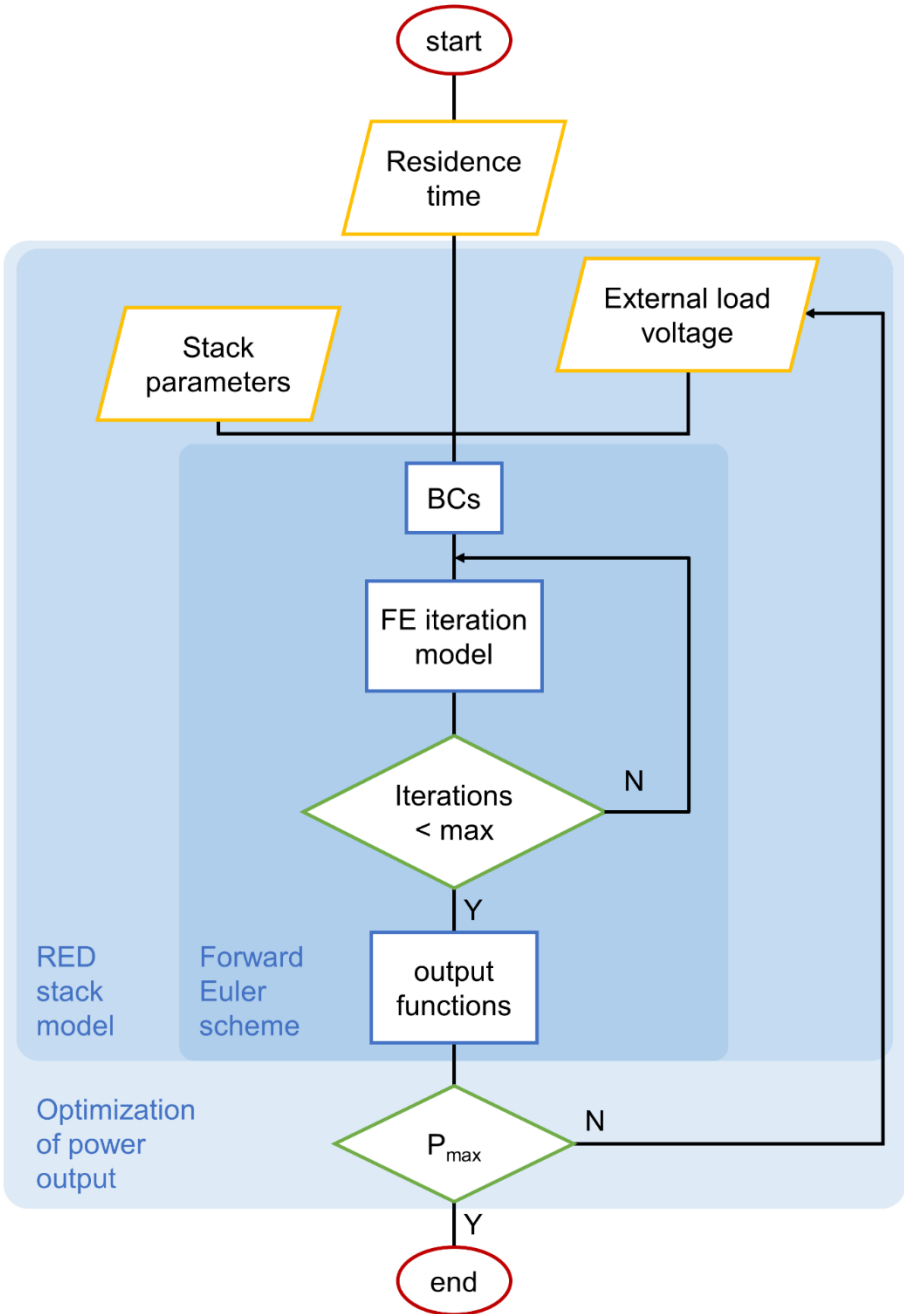 start
Residence
time
External load
voltage
Stack
parameters
BCs
FE iteration
model
Iterations
< max
N
Y
RED
stack
model
Forward
Euler
scheme
output
functions
Optimization
of power
output
Pmax
N
Y
end